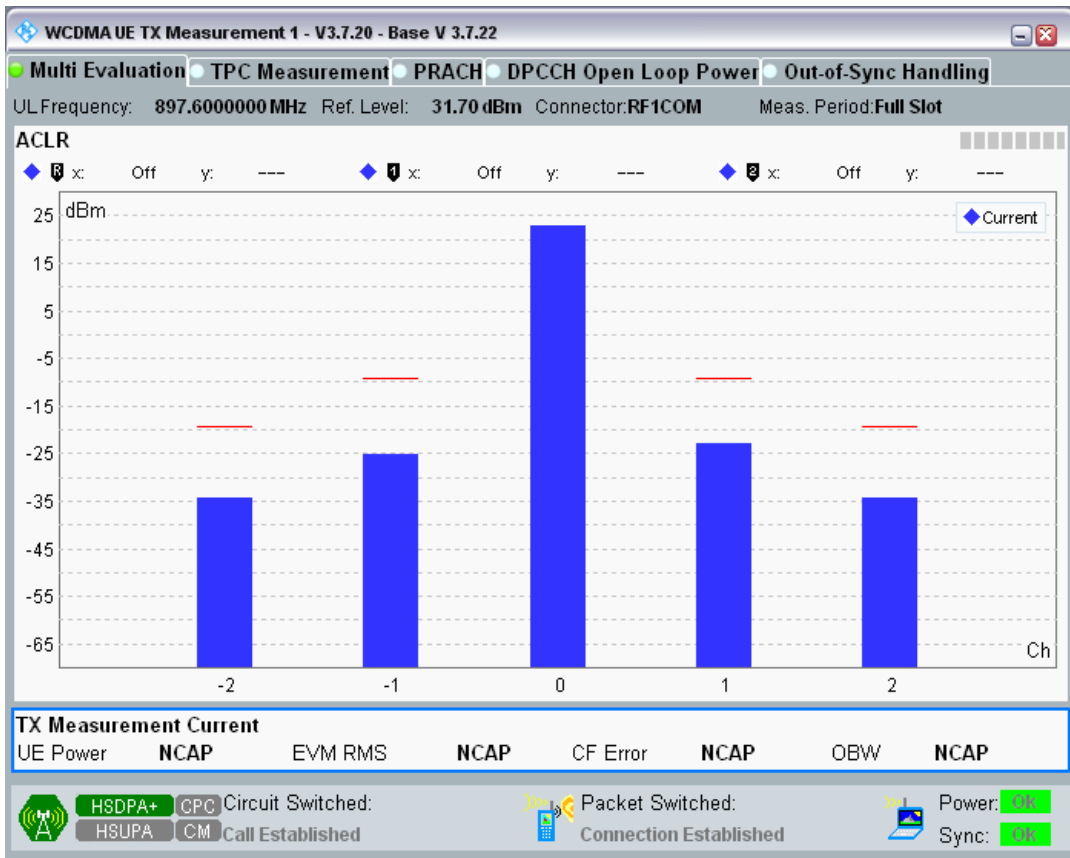 WCDMA UE TX Measurement 1 - V3.7.20 - Base V 3.7.22
Multi Evaluation TPC Measurement PRACH DPCCH Open Loop Power Out-of-Sync Handling
UL Frequency: 897.6000000 MHz Ref. Level: 31.70 dBm Connector:RF1COM Meas. Period:Full Slot
ACLR
R x: Off y: --- 1 x: Off y: --- 2 x: Off y: ---
dBm
Current
25
15
5
-5
-15
-25
-35
-45
-55
-65
Ch
-2 -1 0 1 2
TX Measurement Current
UE Power NCAP EVM RMS NCAP CF Error NCAP OBW NCAP
HSDPA+ CPC Circuit Switched: Packet Switched: Power: Ok
HSUPA CM Call Established Connection Established Sync: Ok